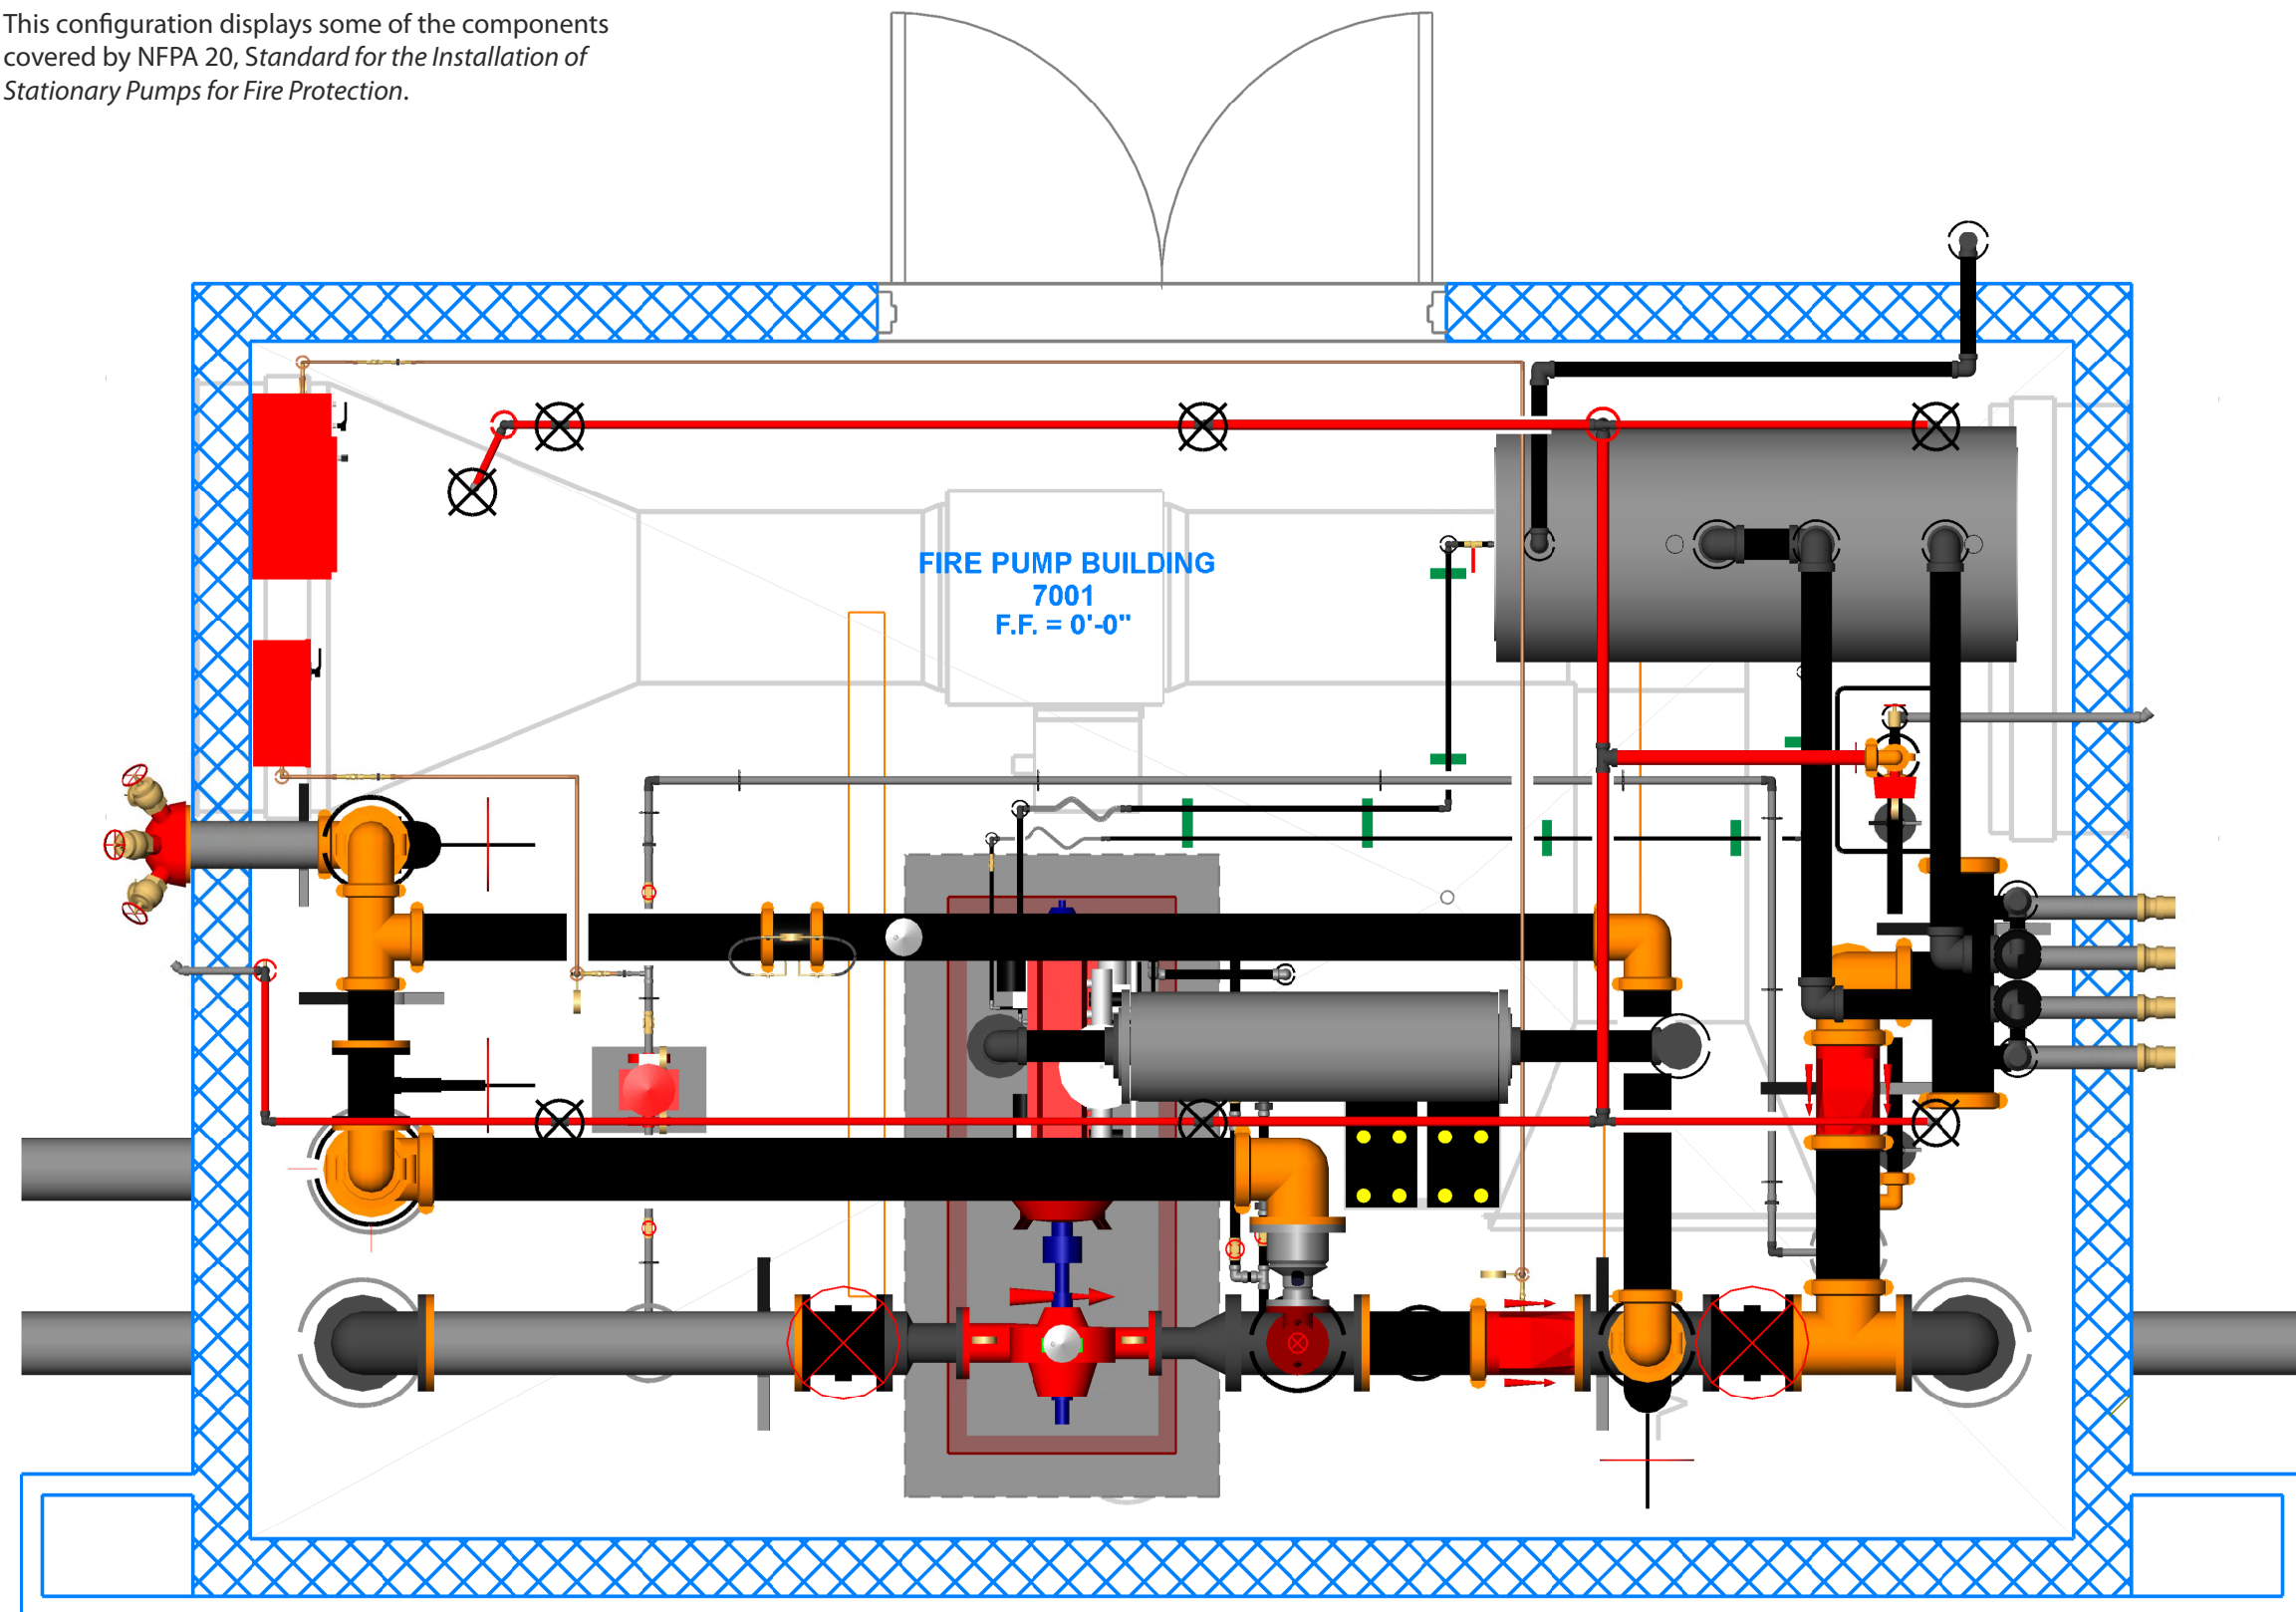 This configuration displays some of the components
covered by NFPA 20, Standard for the Installation of
Stationary Pumps for Fire Protection.
FIRE PUMP BUILDING
7001
F.F. = 0'-0"